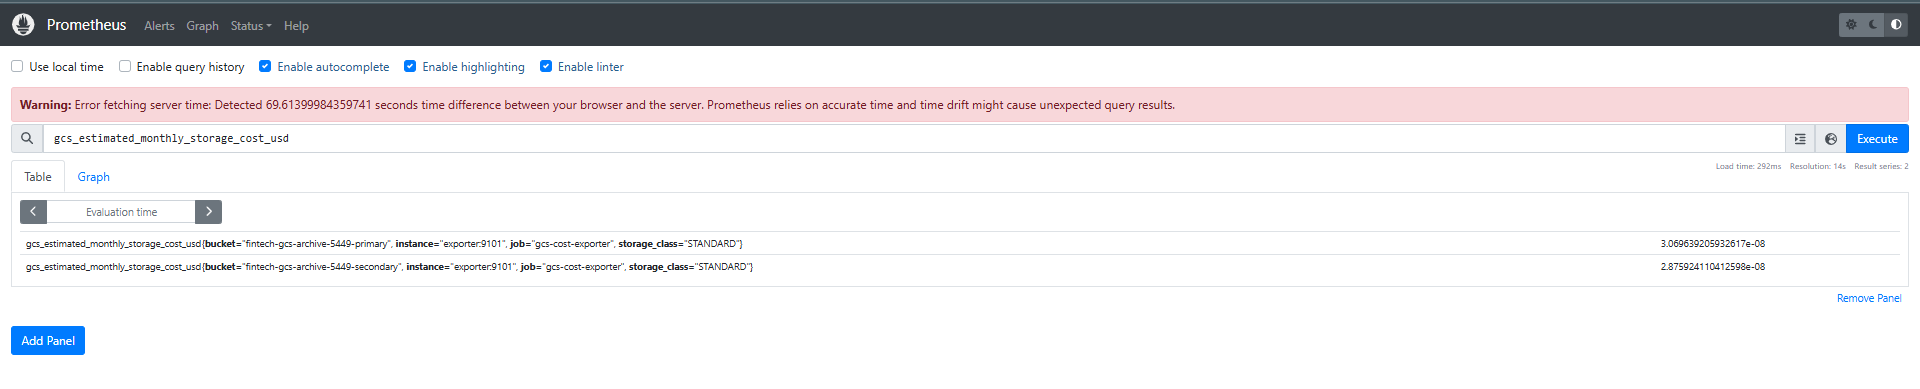 Prometheus Alerts Graph Status Help
Use local time Enable query history Enable autocomplete Enable highlighting Enable linter
Warning: Error fetching server time: Detected 69.61399984359741 seconds time difference between your browser and the server. Prometheus relies on accurate time and time drift might cause unexpected query results.
gcs_estimated_monthly_storage_cost_usd Execute
Load time: 292ms Resolution: 14s Result series: 2
Table Graph
Evaluation time
gcs_estimated_monthly_storage_cost_usd{bucket="fintech-gcs-archive-5449-primary", instance="exporter:9101", job="gcs-cost-exporter", storage_class="STANDARD"} 3.069639205932617e-08
gcs_estimated_monthly_storage_cost_usd{bucket="fintech-gcs-archive-5449-secondary", instance="exporter:9101", job="gcs-cost-exporter", storage_class="STANDARD"} 2.875924110412598e-08
Remove Panel
Add Panel